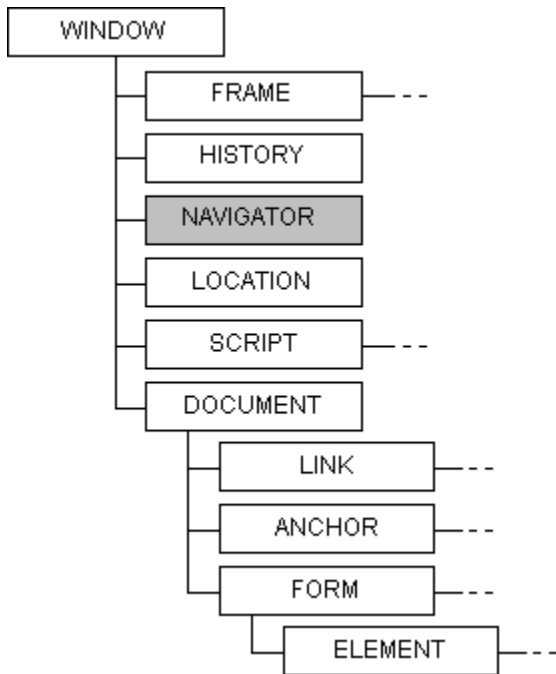 WINDOW
FRAME
HISTORY
NAVIGATOR
LOCATION
SCRIPT
DOCUMENT
LINK
ANCHOR
FORM
ELEMENT